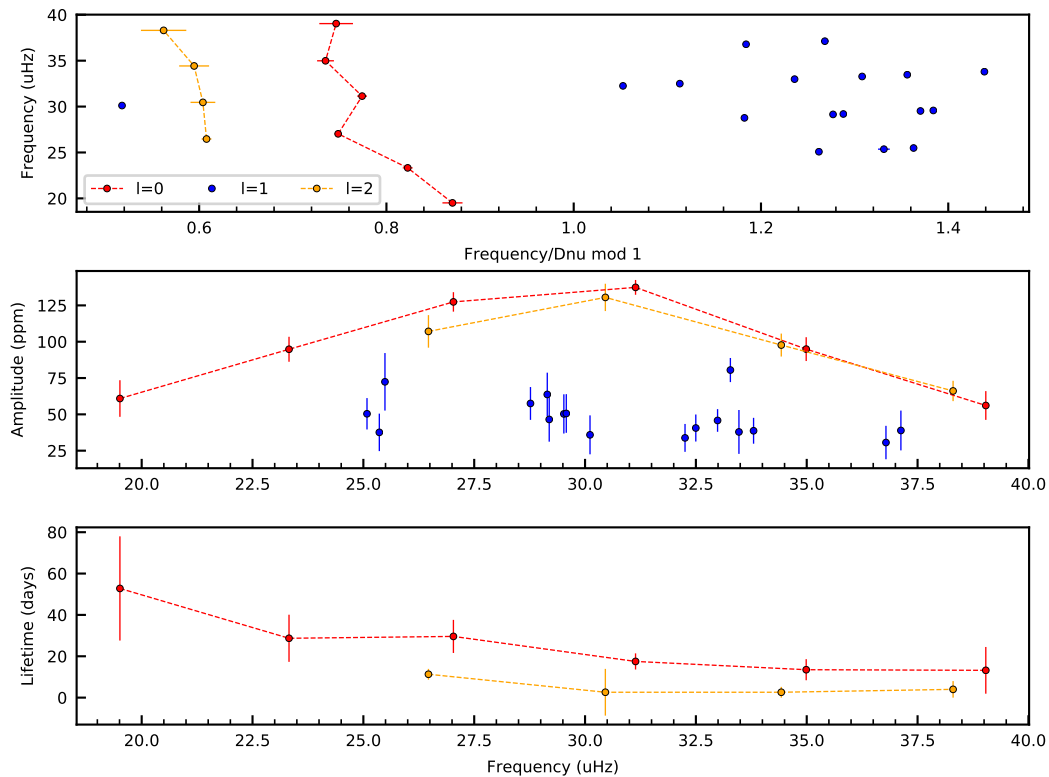 40
35
30
25
20
Frequency (uHz)
l=0 l=1 l=2
0.6 0.8 1.0 1.2 1.4
Frequency/Dnu mod 1
125
100
75
50
25
Amplitude (ppm)
20.0 22.5 25.0 27.5 30.0 32.5 35.0 37.5 40.0
80
60
40
20
0
Lifetime (days)
20.0 22.5 25.0 27.5 30.0 32.5 35.0 37.5 40.0
Frequency (uHz)